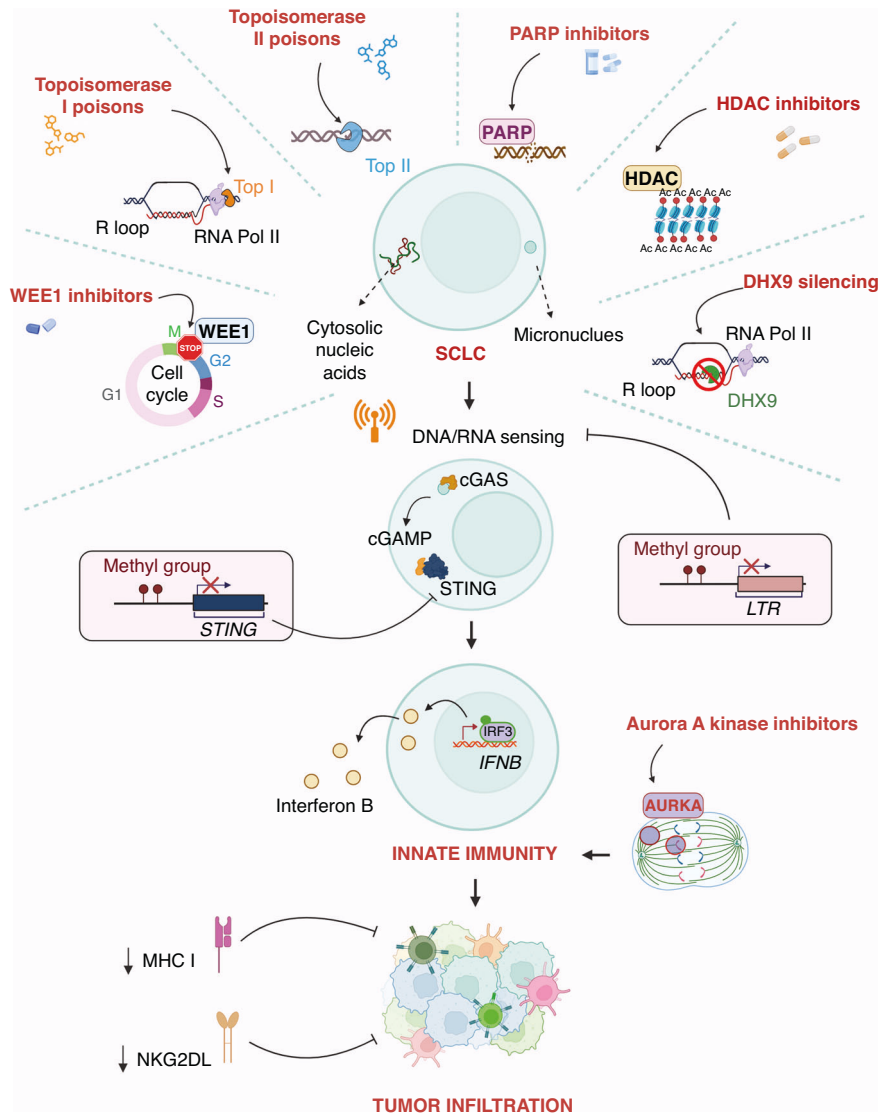 Topoisomerase
II poisons
PARP inhibitors
Topoisomerase
I poisons
HDAC inhibitors
PARP
Top II
HDAC
Ac Ac Ac Ac Ac
Top I
R loop
RNA Pol II
Ac Ac Ac Ac Ac
WEE1 inhibitors
DHX9 silencing
M
WEE1
STOP
G2
Cell
cycle
G1
S
Cytosolic
nucleic
acids
Micronuclues
SCLC
RNA Pol II
R loop
DHX9
DNA/RNA sensing
cGAS
cGAMP
STING
Methyl group
STING
Methyl group
LTR
IRF3
IFNB
Interferon B
Aurora A kinase inhibitors
AURKA
INNATE IMMUNITY
MHC I
NKG2DL
TUMOR INFILTRATION